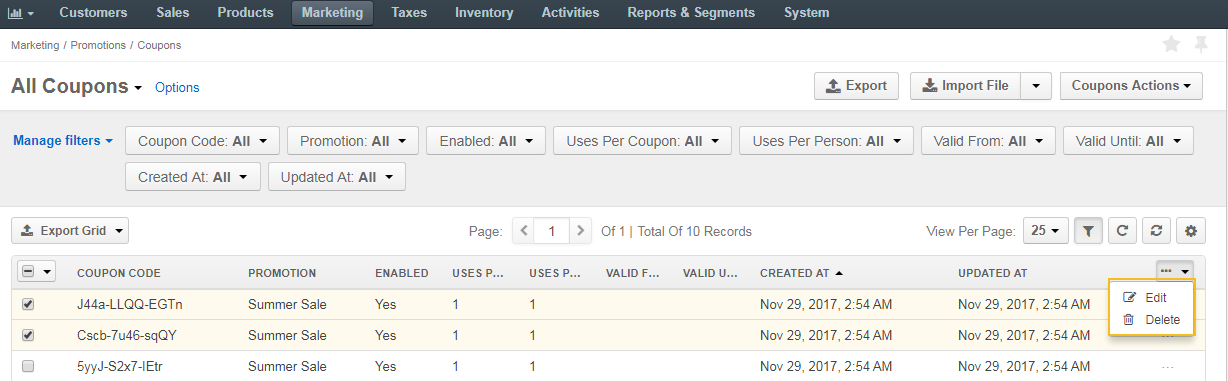 Customers Sales Products Marketing Taxes Inventory Activities Reports & Segments System
Marketing / Promotions / Coupons
All Coupons Options Export Import File Coupons Actions
Manage filters Coupon Code: All Promotion: All Enabled: All Uses Per Coupon: All Uses Per Person: All Valid From: All Valid Until: All
Created At: All Updated At: All
Export Grid Page: 1 Of 1 | Total Of 10 Records View Per Page: 25
COUPON CODE PROMOTION ENABLED USES P... USES P... VALID F... VALID U... CREATED AT UPDATED AT ...
J44a-LLQQ-EGTn Summer Sale Yes 1 1 Nov 29, 2017, 2:54 AM Nov 29, 2017, 2:54 AM Edit
Cscb-7u46-sqQY Summer Sale Yes 1 1 Nov 29, 2017, 2:54 AM Nov 29, 2017, 2:54 AM Delete
5yyJ-S2x7-IEtr Summer Sale Yes 1 1 Nov 29, 2017, 2:54 AM Nov 29, 2017, 2:54 AM ...